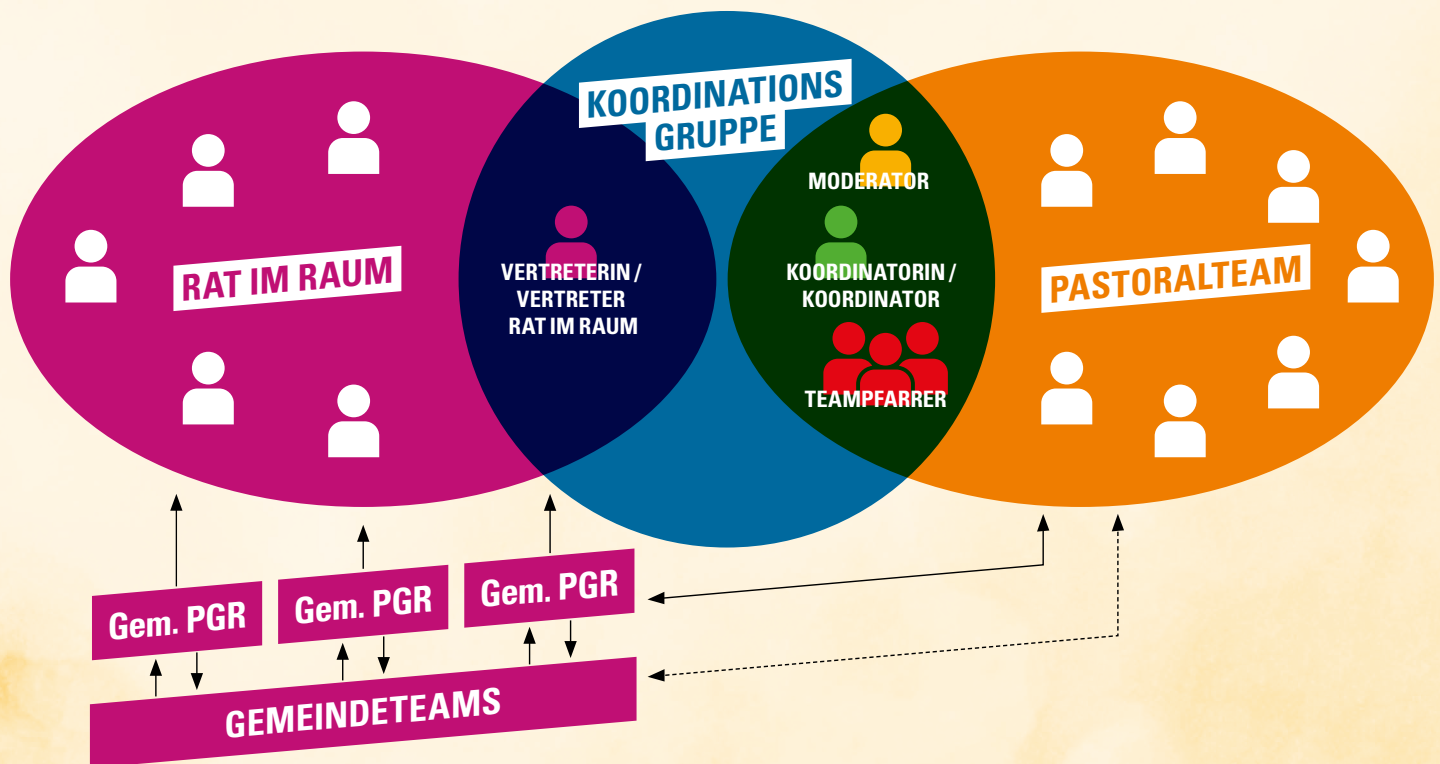 KOORDINATIONS
GRUPPE
MODERATOR
RAT IM RAUM
VERTRETERIN /
VERTRETER
RAT IM RAUM
KOORDINATORIN /
KOORDINATOR
PASTORALTEAM
TEAMPFARRER
Gem. PGR
Gem. PGR
Gem. PGR
GEMEINDETEAMS